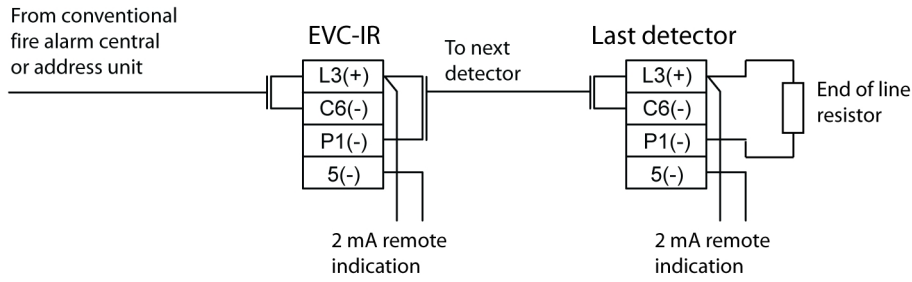 From conventional
fire alarm central
or address unit
EVC-IR
L3(+)
C6(-)
P1(-)
5(-)
2 mA remote
indication
To next
detector
Last detector
L3(+)
C6(-)
P1(-)
5(-)
2 mA remote
indication
End of line
resistor